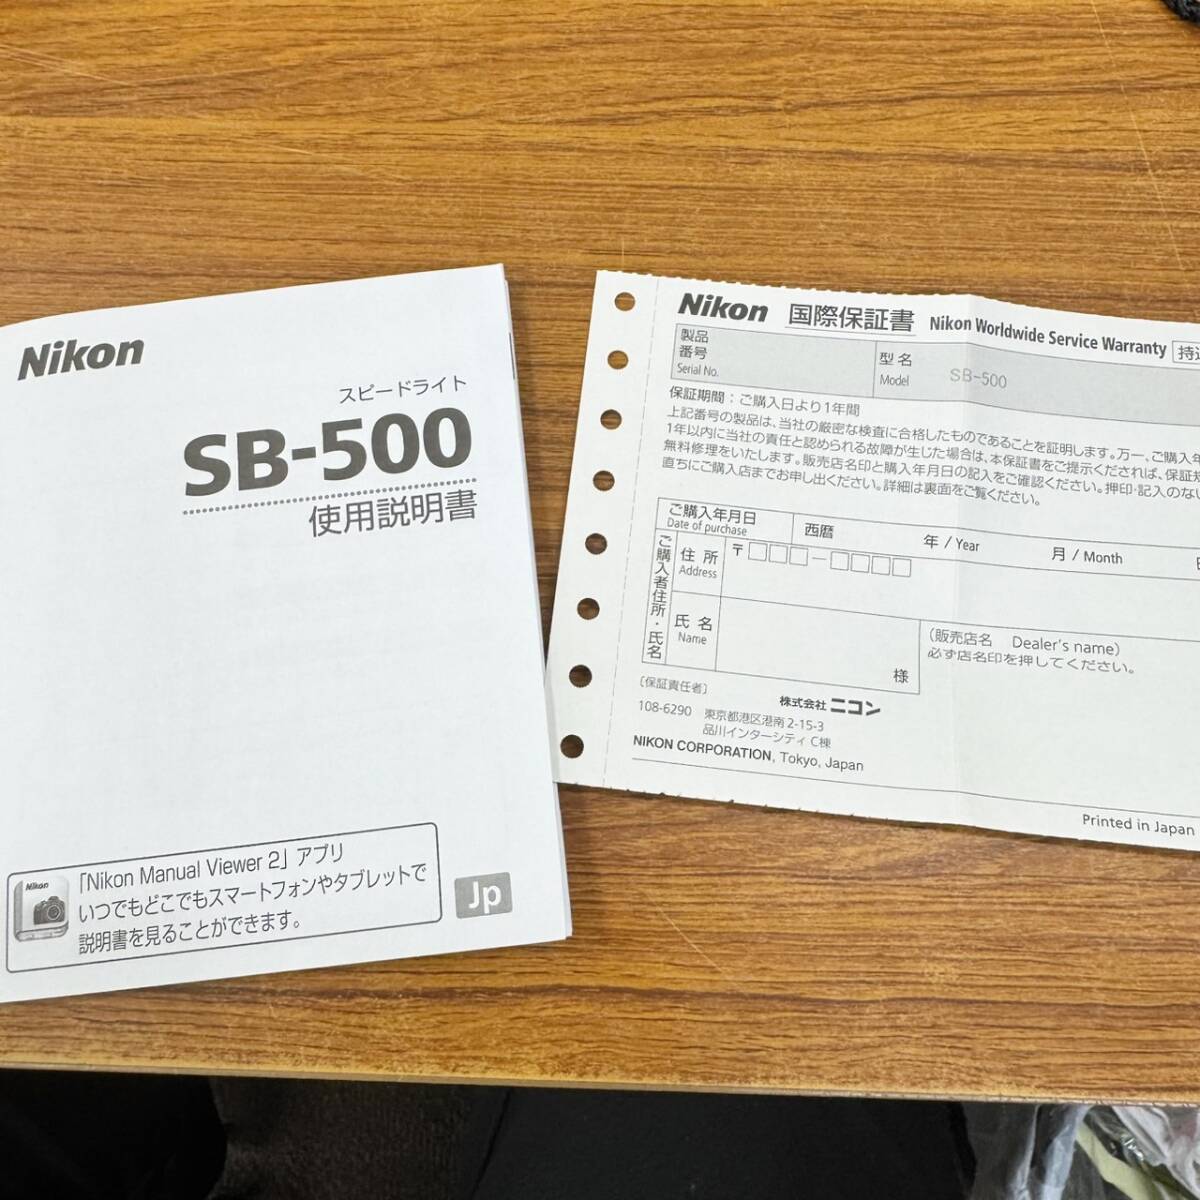 Nikon
スピードライト
SB-500
使用説明書
Nikon
「Nikon Manual Viewer 2」アプリ
いつでもどこでもスマートフォンやタブレットで
説明書を見ることができます。
Jp
Nikon 国際保証書 Nikon Worldwide Service Warranty 持込
製品
番号
Serial No.
型名
Model
SB-500
保証期間：ご購入日より1年間
上記番号の製品は、当社の厳密な検査に合格したものであることを証明します。万一、ご購入年
1年以内に当社の責任と認められる故障が生じた場合は、本保証書をご提示くだされば、保証規
無料修理をいたします。販売店名印と購入年月日の記入をご確認ください。押印・記入のない
直ちにご購入店までお申し出ください。詳細は裏面をご覧ください。
ご購入年月日
Date of purchase
西暦 年 / Year 月 / Month
ご購入者住所・氏名
住所
Address
〒
氏名
Name
様
（販売店名 Dealer's name）
必ず店名印を押してください。
〔保証責任者〕
株式会社 ニコン
108-6290 東京都港区港南 2-15-3
品川インターシティ C棟
NIKON CORPORATION, Tokyo, Japan
Printed in Japan